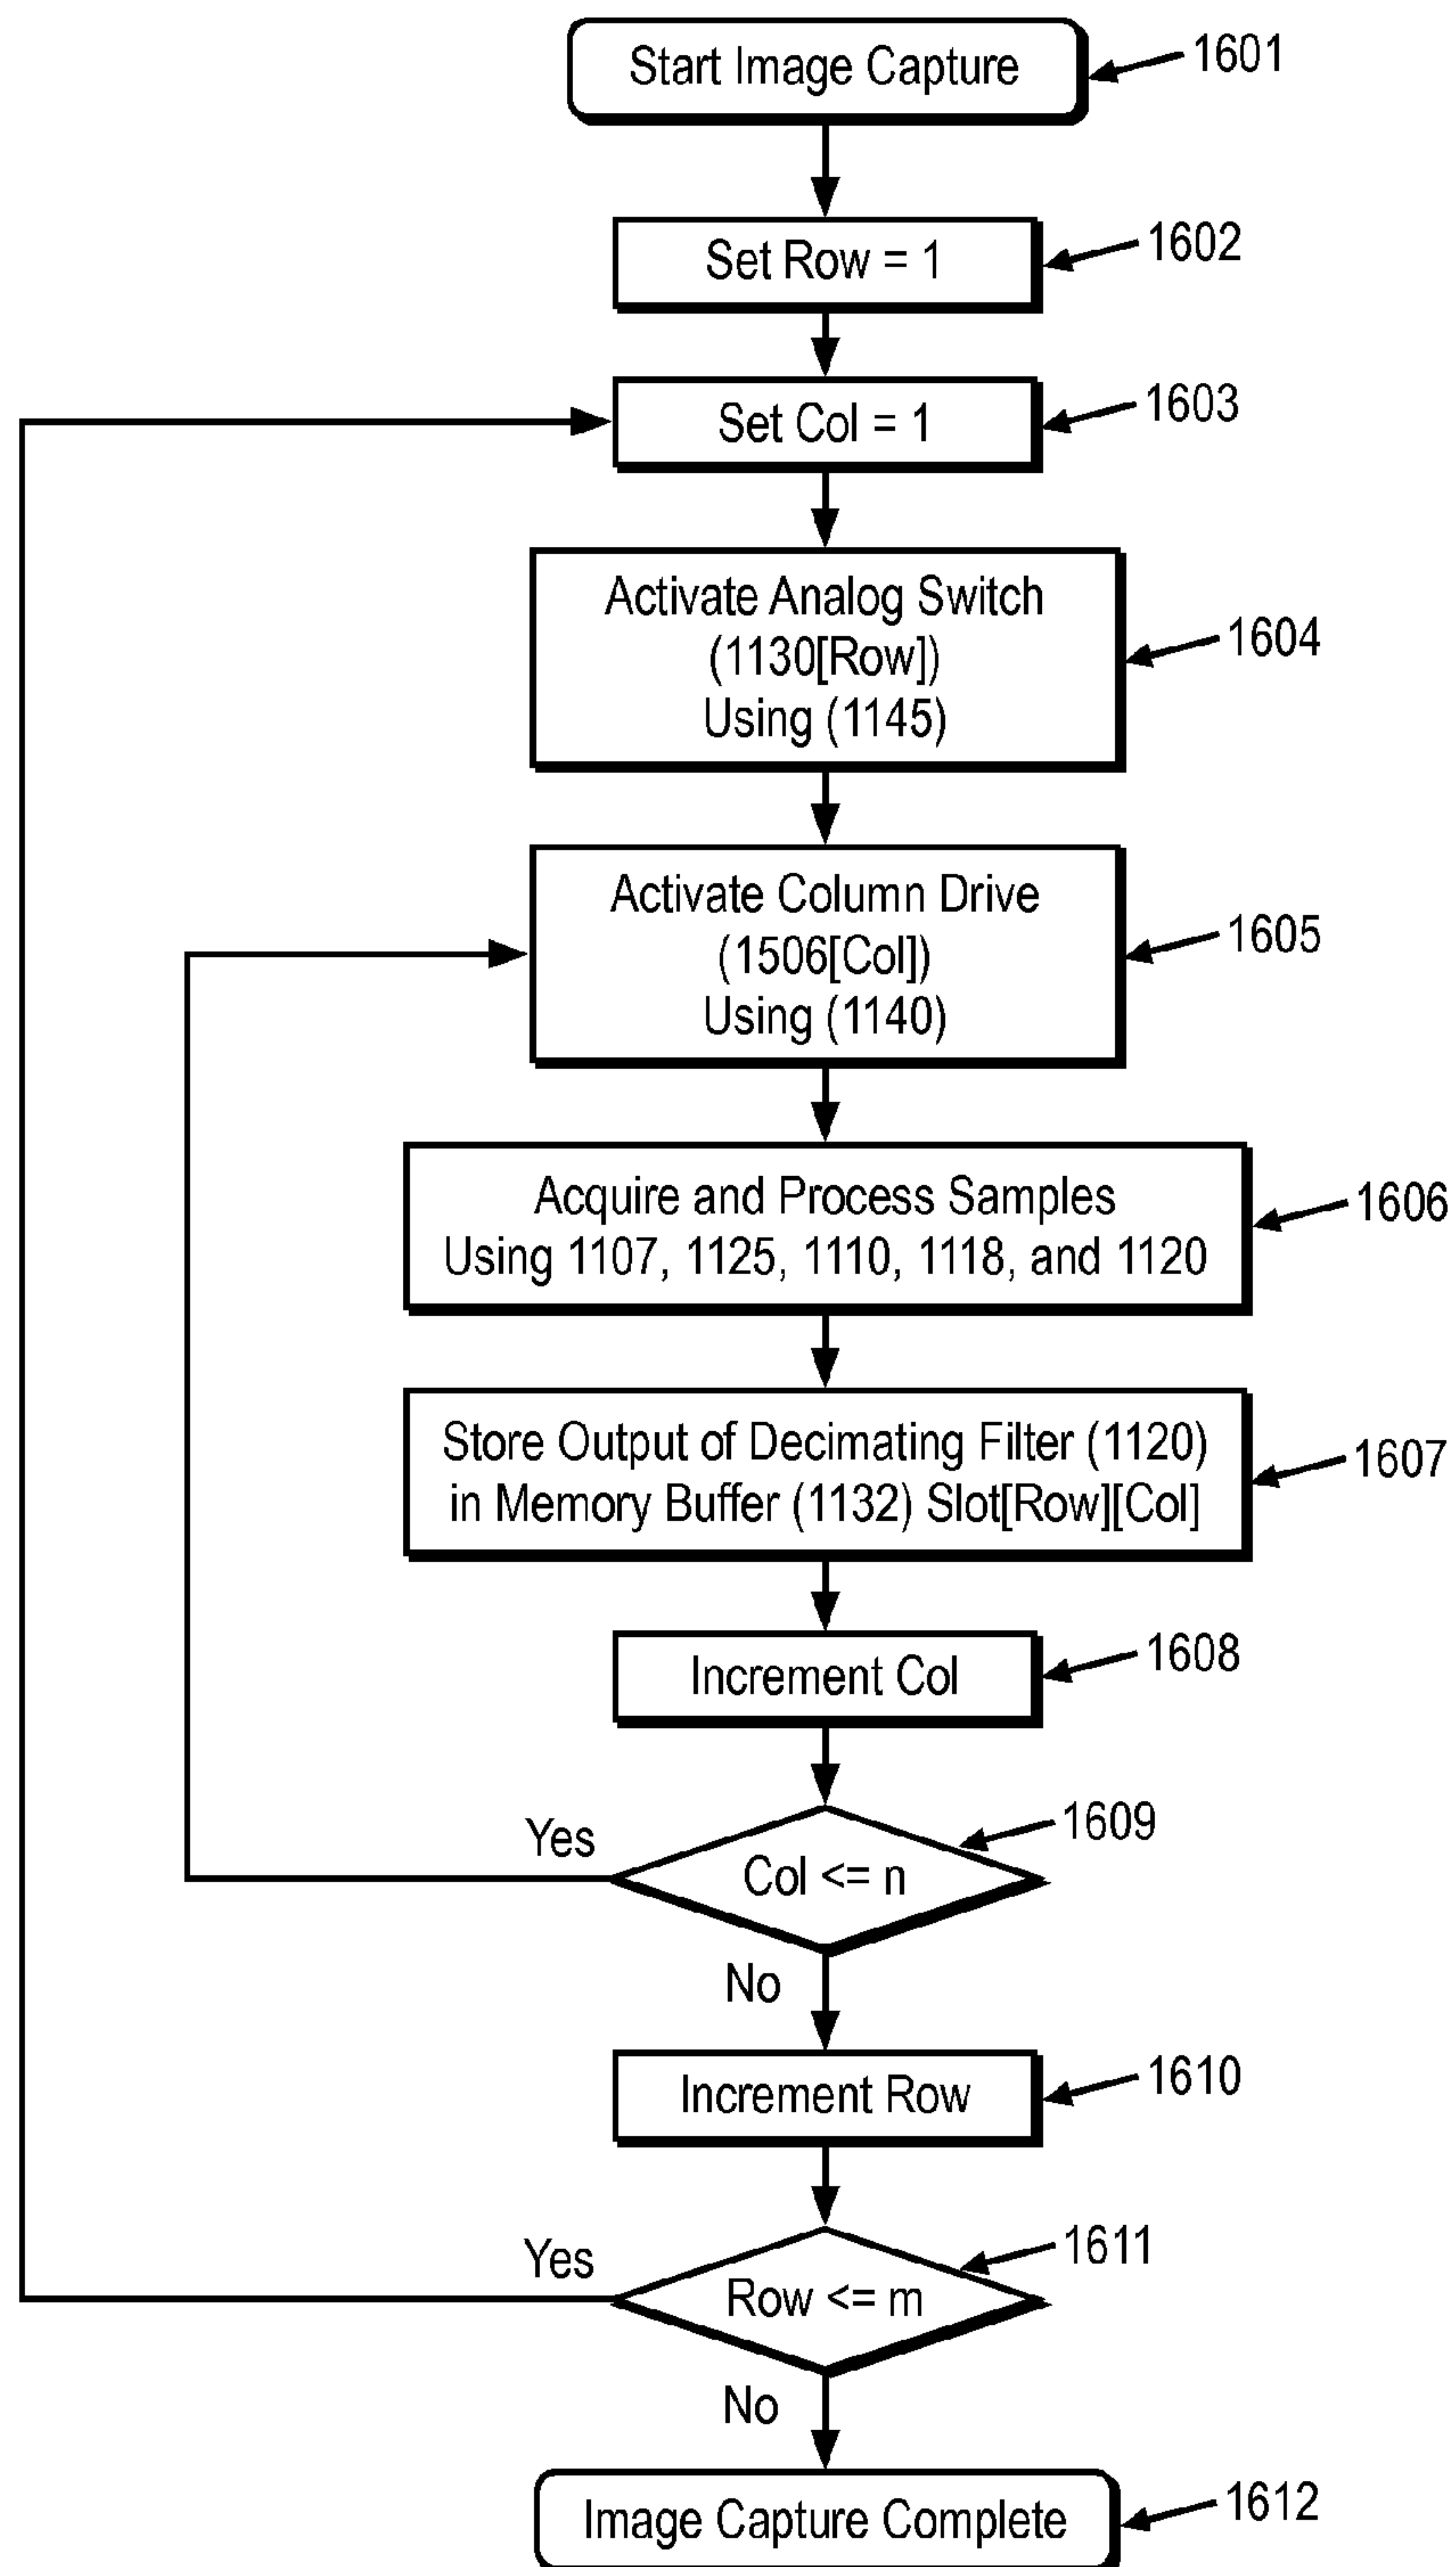 Start Image Capture
1601
Set Row = 1
1602
Set Col = 1
1603
Activate Analog Switch
(1130[Row])
Using (1145)
1604
Activate Column Drive
(1506[Col])
Using (1140)
1605
Acquire and Process Samples
Using 1107, 1125, 1110, 1118, and 1120
1606
Store Output of Decimating Filter (1120)
in Memory Buffer (1132) Slot[Row][Col]
1607
Increment Col
1608
Yes
Col <= n
1609
No
Increment Row
1610
Yes
Row <= m
1611
No
Image Capture Complete
1612